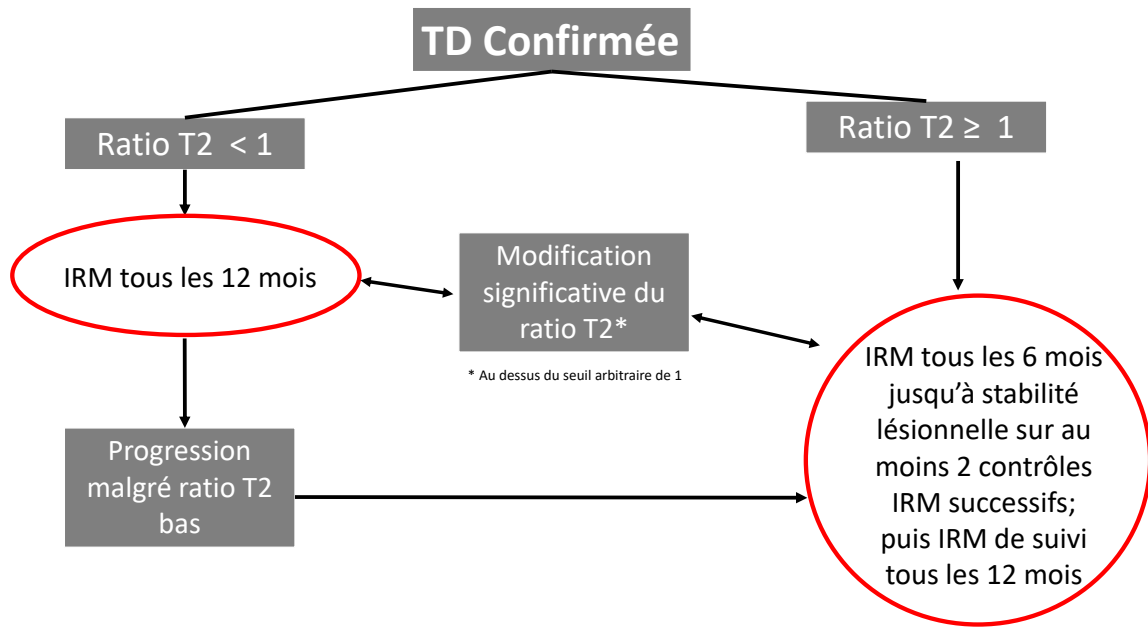 TD Confirmée
Ratio T2 < 1
Ratio T2 ≥ 1
IRM tous les 12 mois
Modification
significative du
ratio T2*
* Au dessus du seuil arbitraire de 1
IRM tous les 6 mois
jusqu’à stabilité
lésionnelle sur au
moins 2 contrôles
IRM successifs;
puis IRM de suivi
tous les 12 mois
Progression
malgré ratio T2
bas